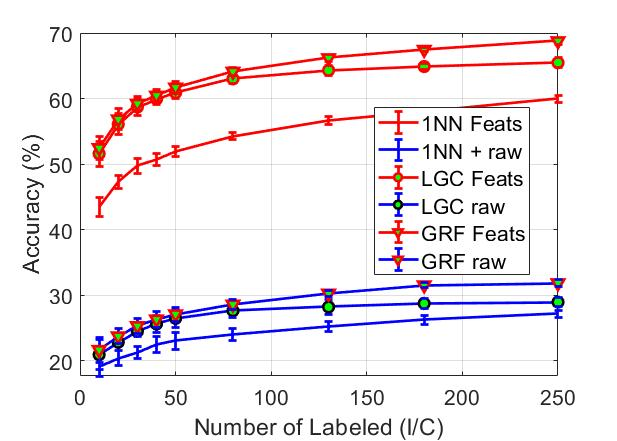 70
60
50
40
30
20
Accuracy (%)
0
50
100
150
200
250
Number of Labeled (l/C)
1NN Feats
1NN + raw
LGC Feats
LGC raw
GRF Feats
GRF raw